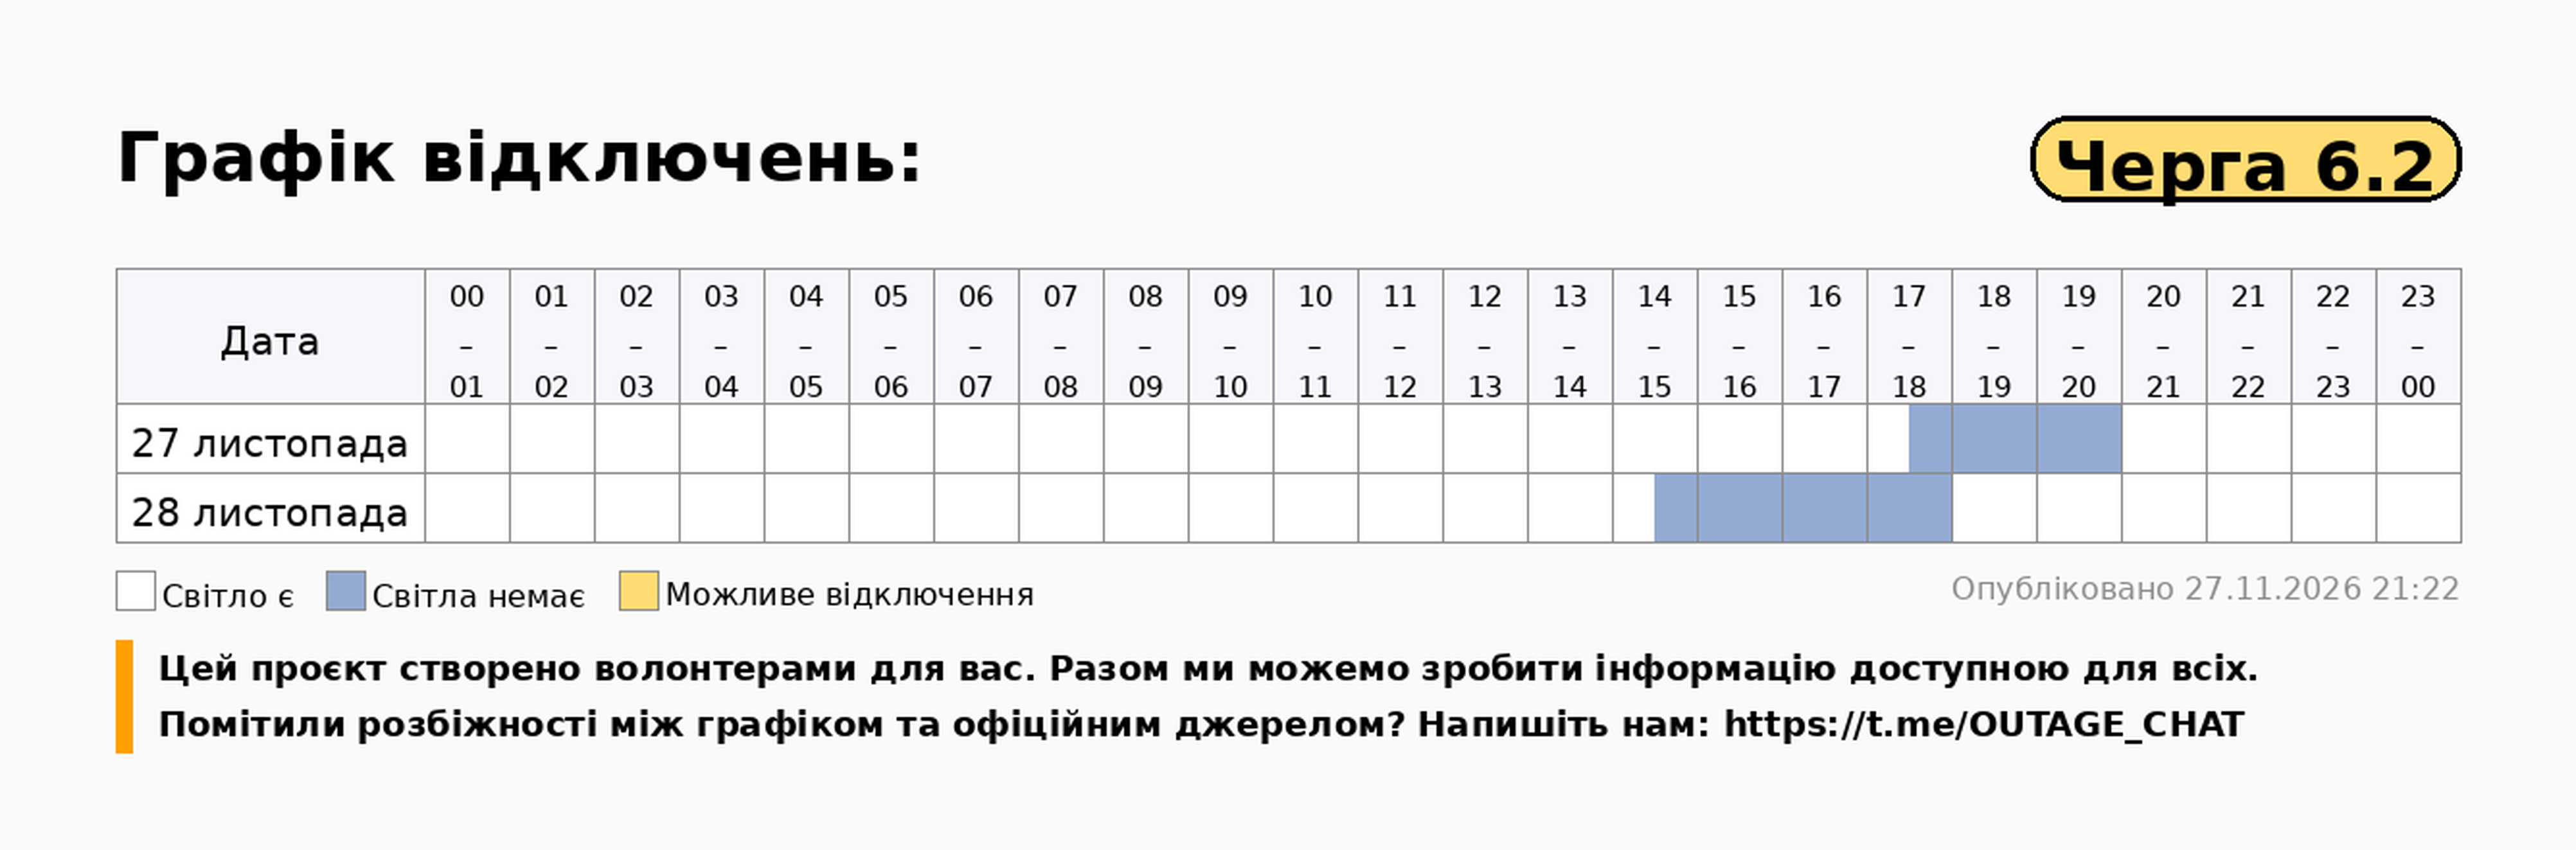 Графік відключень:
Черга 6.2
Дата
00 – 01
01 – 02
02 – 03
03 – 04
04 – 05
05 – 06
06 – 07
07 – 08
08 – 09
09 – 10
10 – 11
11 – 12
12 – 13
13 – 14
14 – 15
15 – 16
16 – 17
17 – 18
18 – 19
19 – 20
20 – 21
21 – 22
22 – 23
23 – 00
27 листопада
28 листопада
Світло є
Світла немає
Можливе відключення
Опубліковано 27.11.2026 21:22
Цей проєкт створено волонтерами для вас. Разом ми можемо зробити інформацію доступною для всіх.
Помітили розбіжності між графіком та офіційним джерелом? Напишіть нам: https://t.me/OUTAGE_CHAT